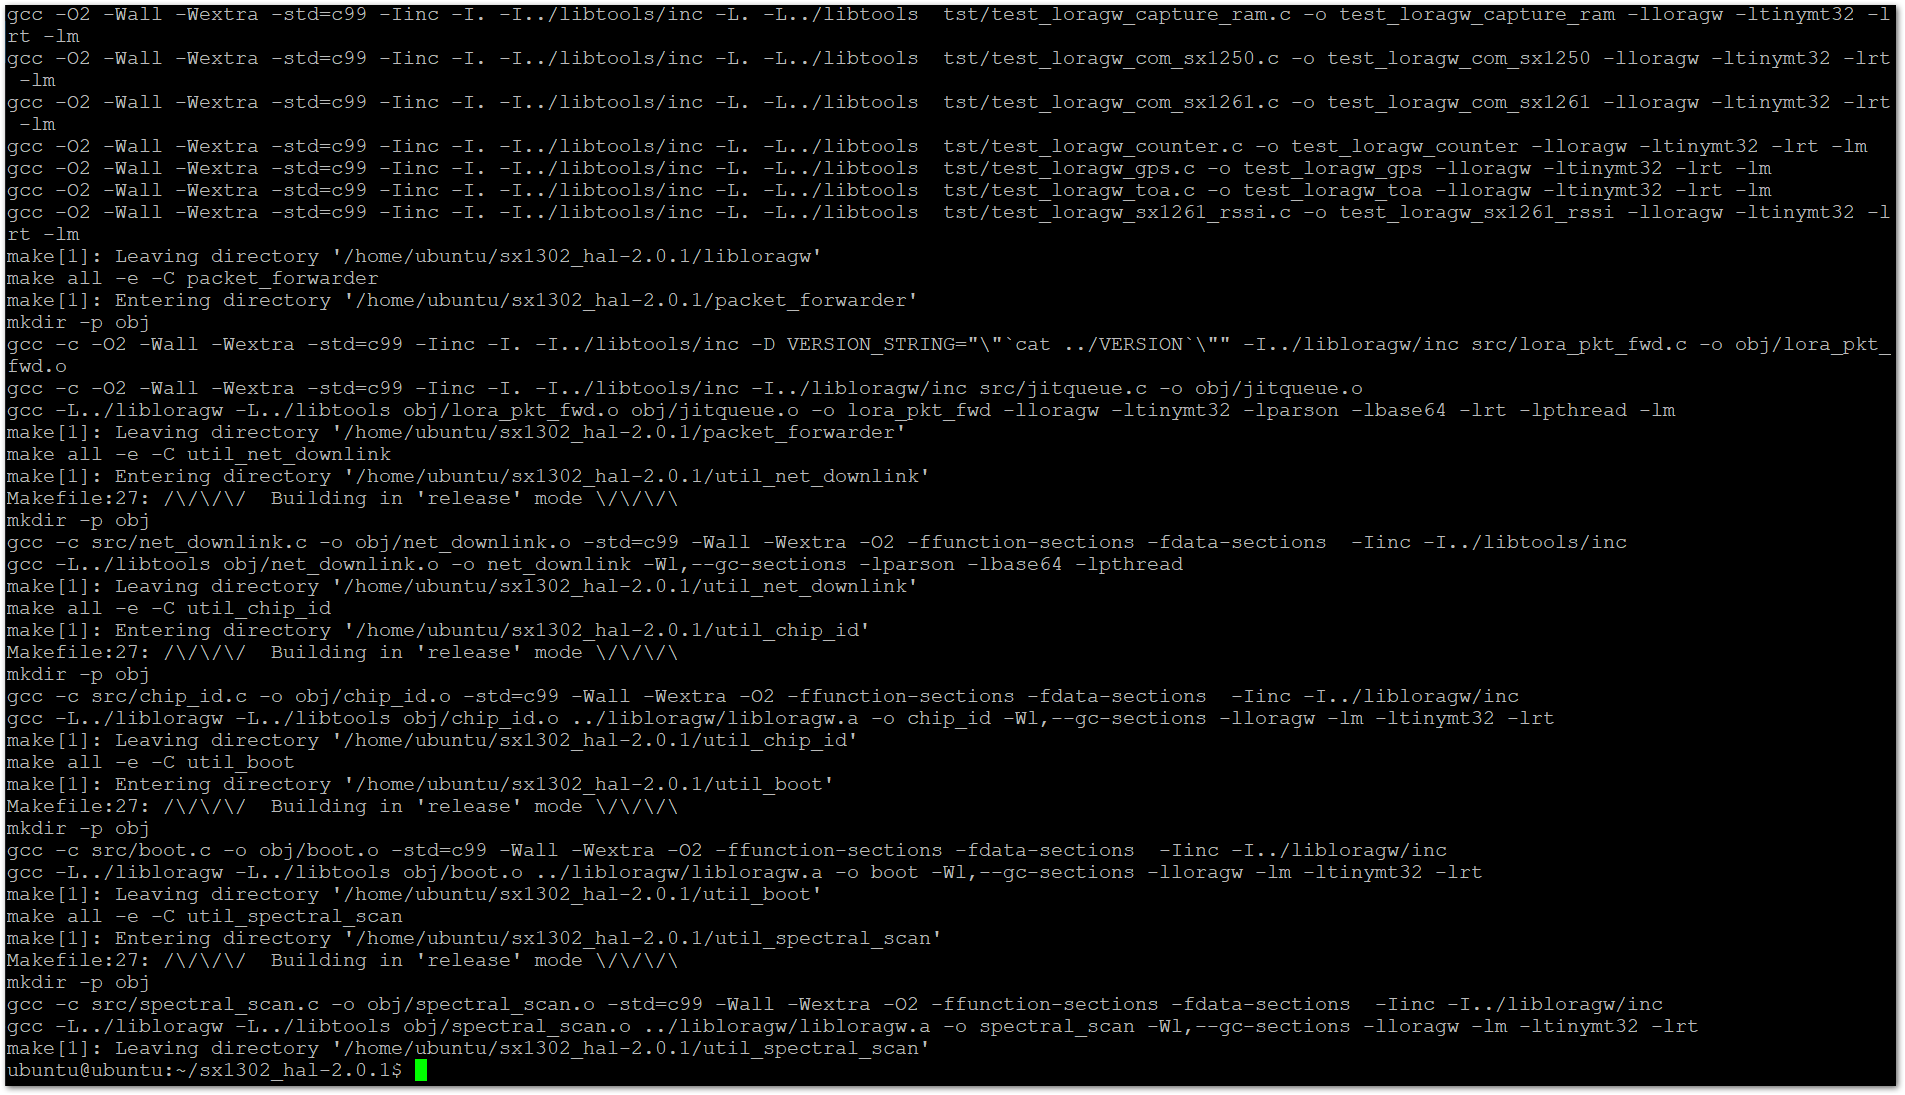 gcc -O2 -Wall -Wextra -std=c99 -Iinc -I. -I../libtools/inc -L. -L../libtools  tst/test_loragw_capture_ram.c -o test_loragw_capture_ram -lloragw -ltinymt32 -l
rt -lm
gcc -O2 -Wall -Wextra -std=c99 -Iinc -I. -I../libtools/inc -L. -L../libtools  tst/test_loragw_com_sx1250.c -o test_loragw_com_sx1250 -lloragw -ltinymt32 -lrt
 -lm
gcc -O2 -Wall -Wextra -std=c99 -Iinc -I. -I../libtools/inc -L. -L../libtools  tst/test_loragw_com_sx1261.c -o test_loragw_com_sx1261 -lloragw -ltinymt32 -lrt
 -lm
gcc -O2 -Wall -Wextra -std=c99 -Iinc -I. -I../libtools/inc -L. -L../libtools  tst/test_loragw_counter.c -o test_loragw_counter -lloragw -ltinymt32 -lrt -lm
gcc -O2 -Wall -Wextra -std=c99 -Iinc -I. -I../libtools/inc -L. -L../libtools  tst/test_loragw_gps.c -o test_loragw_gps -lloragw -ltinymt32 -lrt -lm
gcc -O2 -Wall -Wextra -std=c99 -Iinc -I. -I../libtools/inc -L. -L../libtools  tst/test_loragw_toa.c -o test_loragw_toa -lloragw -ltinymt32 -lrt -lm
gcc -O2 -Wall -Wextra -std=c99 -Iinc -I. -I../libtools/inc -L. -L../libtools  tst/test_loragw_sx1261_rssi.c -o test_loragw_sx1261_rssi -lloragw -ltinymt32 -l
rt -lm
make[1]: Leaving directory '/home/ubuntu/sx1302_hal-2.0.1/libloragw'
make all -e -C packet_forwarder
make[1]: Entering directory '/home/ubuntu/sx1302_hal-2.0.1/packet_forwarder'
mkdir -p obj
gcc -c -O2 -Wall -Wextra -std=c99 -Iinc -I. -I../libtools/inc -D VERSION_STRING="\"`cat ../VERSION`\"" -I../libloragw/inc src/lora_pkt_fwd.c -o obj/lora_pkt_
fwd.o
gcc -c -O2 -Wall -Wextra -std=c99 -Iinc -I. -I../libtools/inc -I../libloragw/inc src/jitqueue.c -o obj/jitqueue.o
gcc -L../libloragw -L../libtools obj/lora_pkt_fwd.o obj/jitqueue.o -o lora_pkt_fwd -lloragw -ltinymt32 -lparson -lbase64 -lrt -lpthread -lm
make[1]: Leaving directory '/home/ubuntu/sx1302_hal-2.0.1/packet_forwarder'
make all -e -C util_net_downlink
make[1]: Entering directory '/home/ubuntu/sx1302_hal-2.0.1/util_net_downlink'
Makefile:27: /\/\/\/  Building in 'release' mode \/\/\/\
mkdir -p obj
gcc -c src/net_downlink.c -o obj/net_downlink.o -std=c99 -Wall -Wextra -O2 -ffunction-sections -fdata-sections  -Iinc -I../libtools/inc
gcc -L../libtools obj/net_downlink.o -o net_downlink -Wl,--gc-sections -lparson -lbase64 -lpthread
make[1]: Leaving directory '/home/ubuntu/sx1302_hal-2.0.1/util_net_downlink'
make all -e -C util_chip_id
make[1]: Entering directory '/home/ubuntu/sx1302_hal-2.0.1/util_chip_id'
Makefile:27: /\/\/\/  Building in 'release' mode \/\/\/\
mkdir -p obj
gcc -c src/chip_id.c -o obj/chip_id.o -std=c99 -Wall -Wextra -O2 -ffunction-sections -fdata-sections  -Iinc -I../libloragw/inc
gcc -L../libloragw -L../libtools obj/chip_id.o ../libloragw/libloragw.a -o chip_id -Wl,--gc-sections -lloragw -lm -ltinymt32 -lrt
make[1]: Leaving directory '/home/ubuntu/sx1302_hal-2.0.1/util_chip_id'
make all -e -C util_boot
make[1]: Entering directory '/home/ubuntu/sx1302_hal-2.0.1/util_boot'
Makefile:27: /\/\/\/  Building in 'release' mode \/\/\/\
mkdir -p obj
gcc -c src/boot.c -o obj/boot.o -std=c99 -Wall -Wextra -O2 -ffunction-sections -fdata-sections  -Iinc -I../libloragw/inc
gcc -L../libloragw -L../libtools obj/boot.o ../libloragw/libloragw.a -o boot -Wl,--gc-sections -lloragw -lm -ltinymt32 -lrt
make[1]: Leaving directory '/home/ubuntu/sx1302_hal-2.0.1/util_boot'
make all -e -C util_spectral_scan
make[1]: Entering directory '/home/ubuntu/sx1302_hal-2.0.1/util_spectral_scan'
Makefile:27: /\/\/\/  Building in 'release' mode \/\/\/\
mkdir -p obj
gcc -c src/spectral_scan.c -o obj/spectral_scan.o -std=c99 -Wall -Wextra -O2 -ffunction-sections -fdata-sections  -Iinc -I../libloragw/inc
gcc -L../libloragw -L../libtools obj/spectral_scan.o ../libloragw/libloragw.a -o spectral_scan -Wl,--gc-sections -lloragw -lm -ltinymt32 -lrt
make[1]: Leaving directory '/home/ubuntu/sx1302_hal-2.0.1/util_spectral_scan'
ubuntu@ubuntu:~/sx1302_hal-2.0.1$